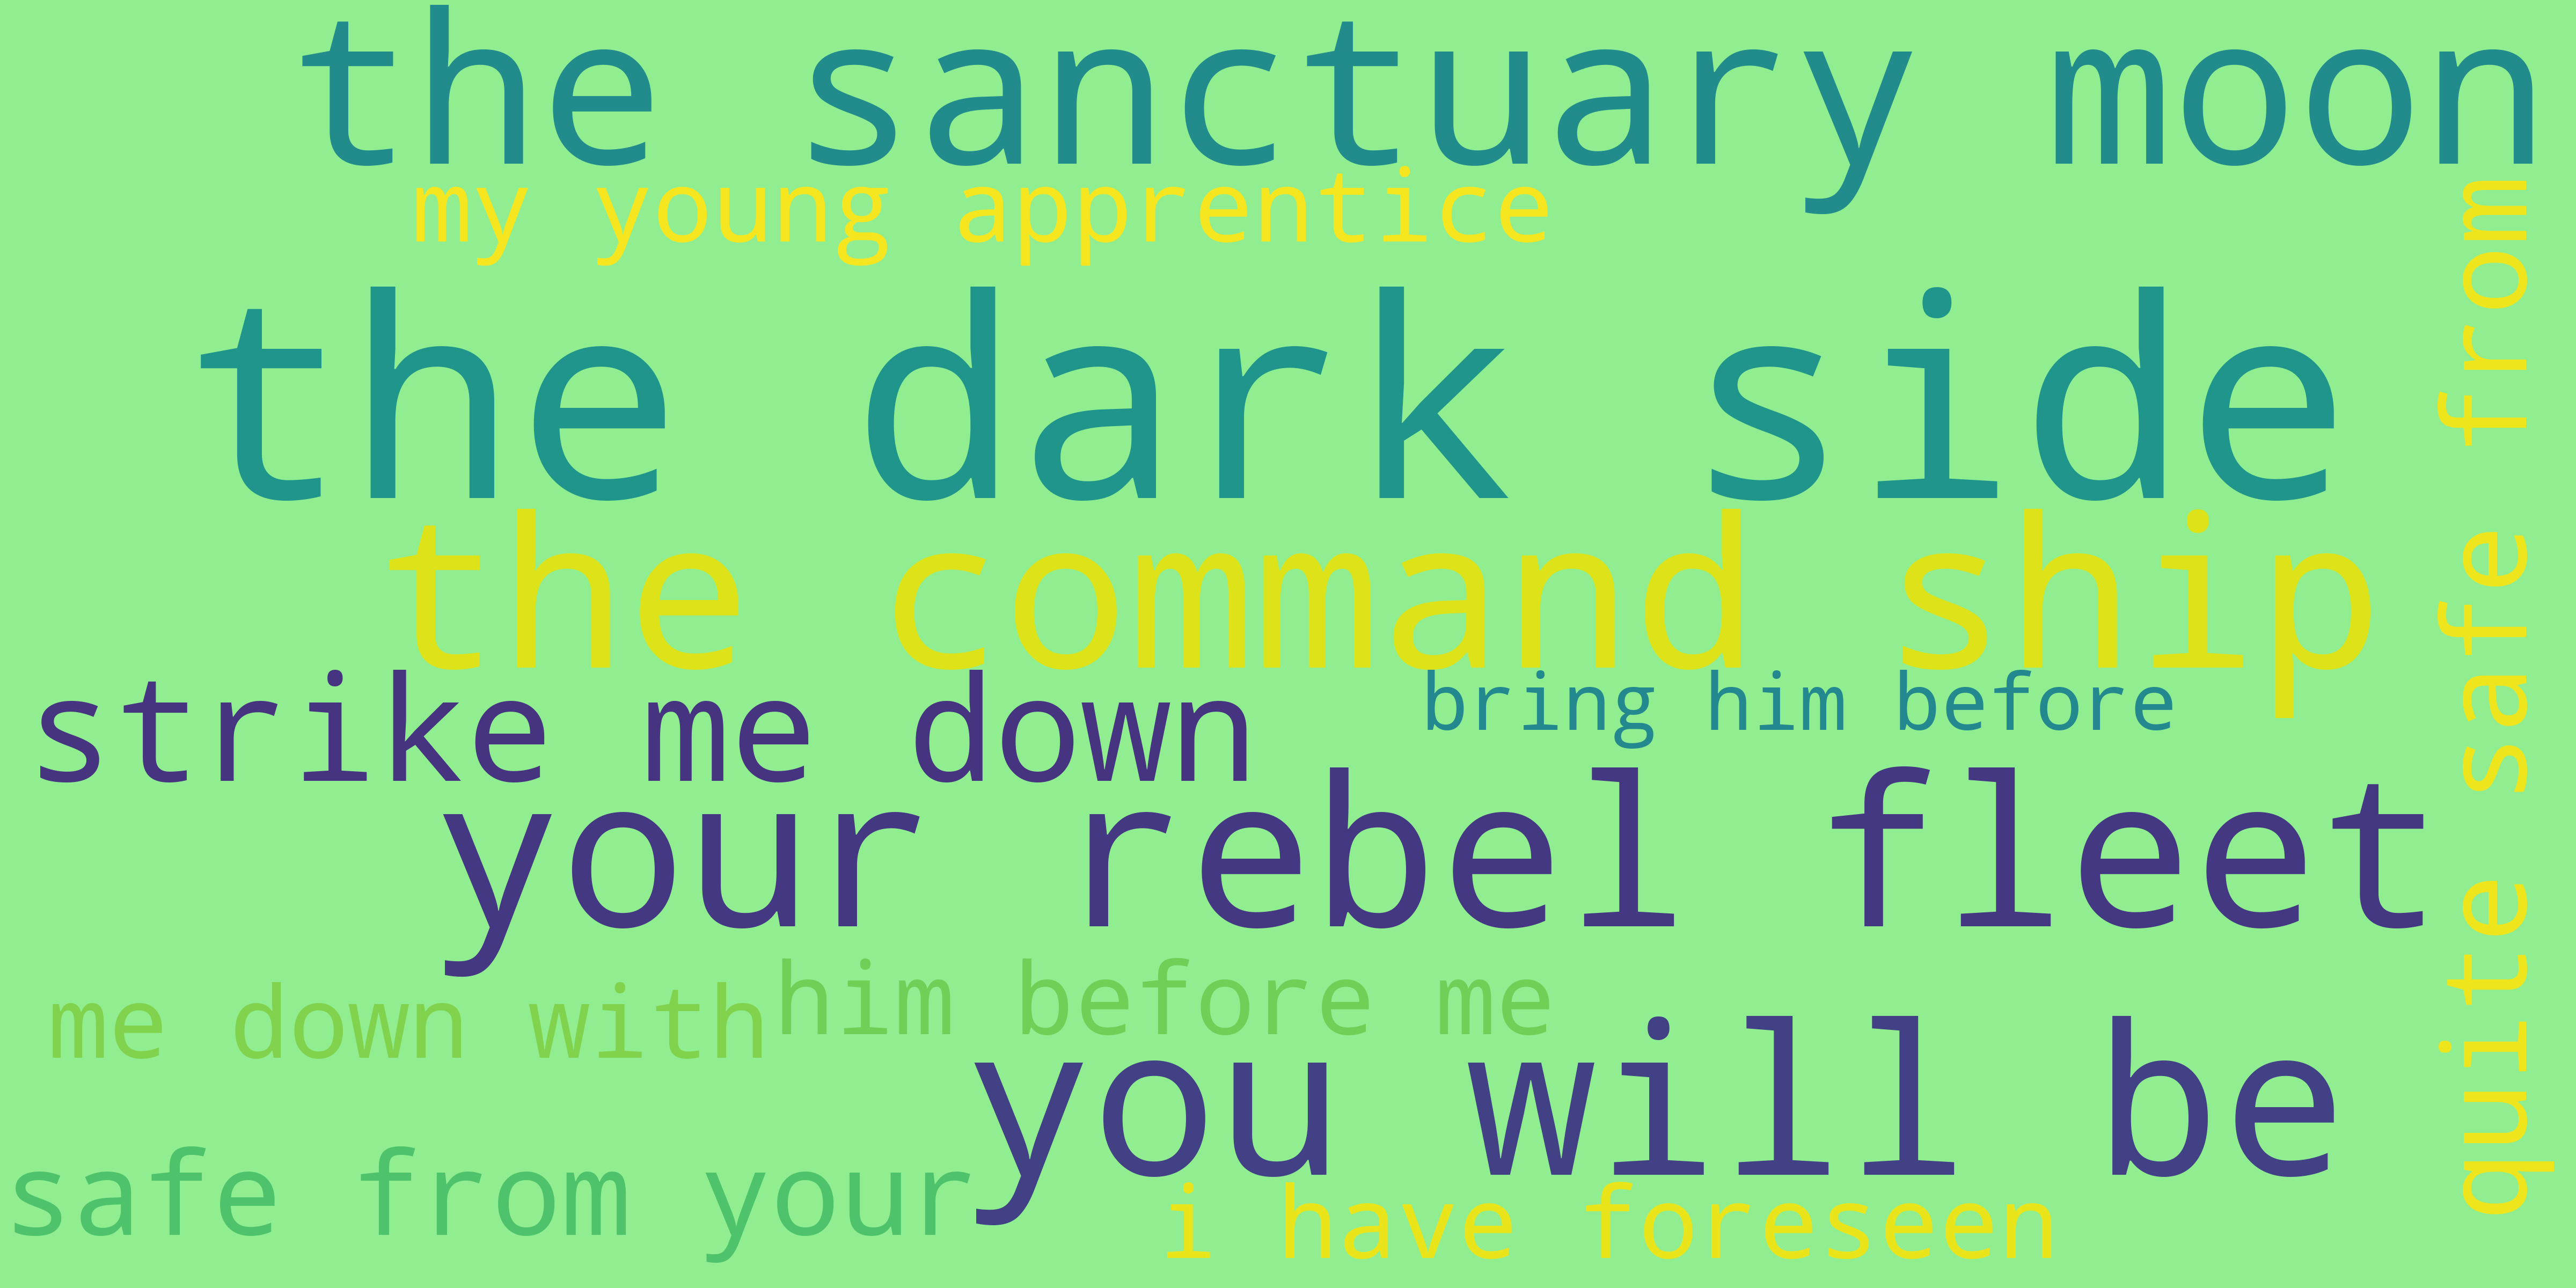 the sanctuary moon
my young apprentice
the dark side
the command ship
strike me down
bring him before
your rebel fleet
him before me
me down with
you will be
safe from your
i have foreseen
quite safe from